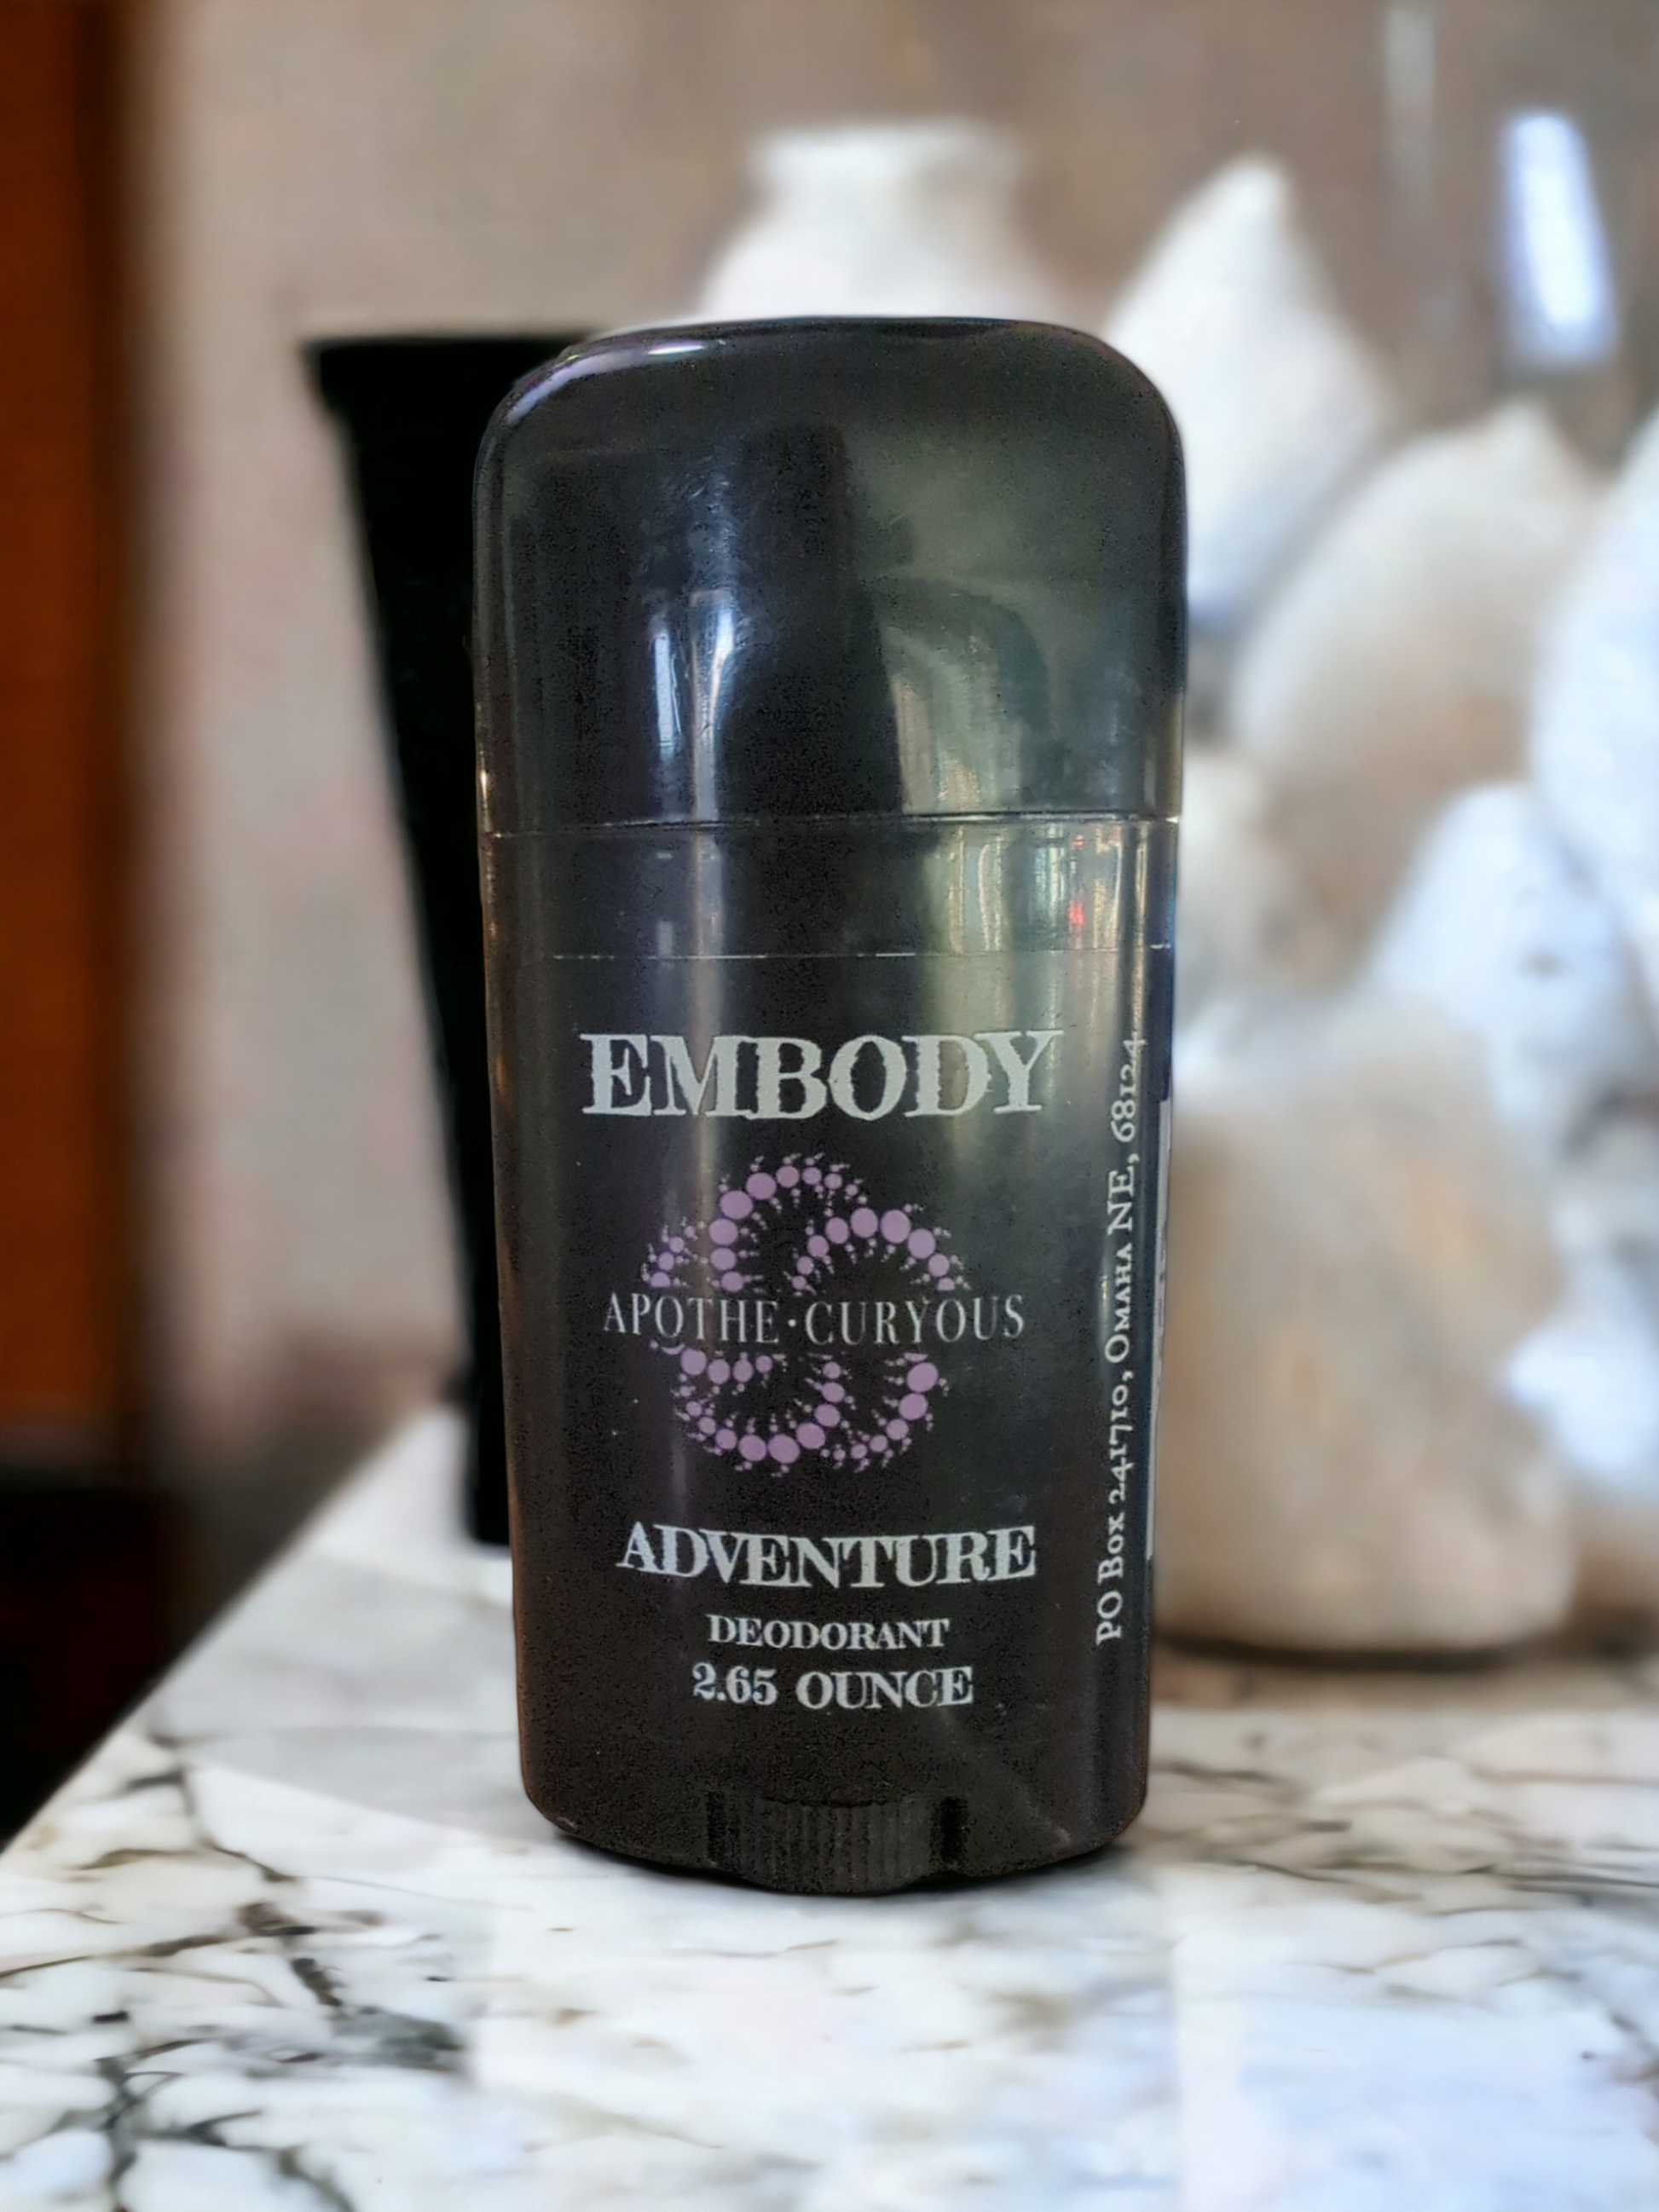 EMBODY
APOTHE·CURYOUS
ADVENTURE
DEODORANT
2.65 OUNCE
PO Box 241710, Omaha NE, 68124